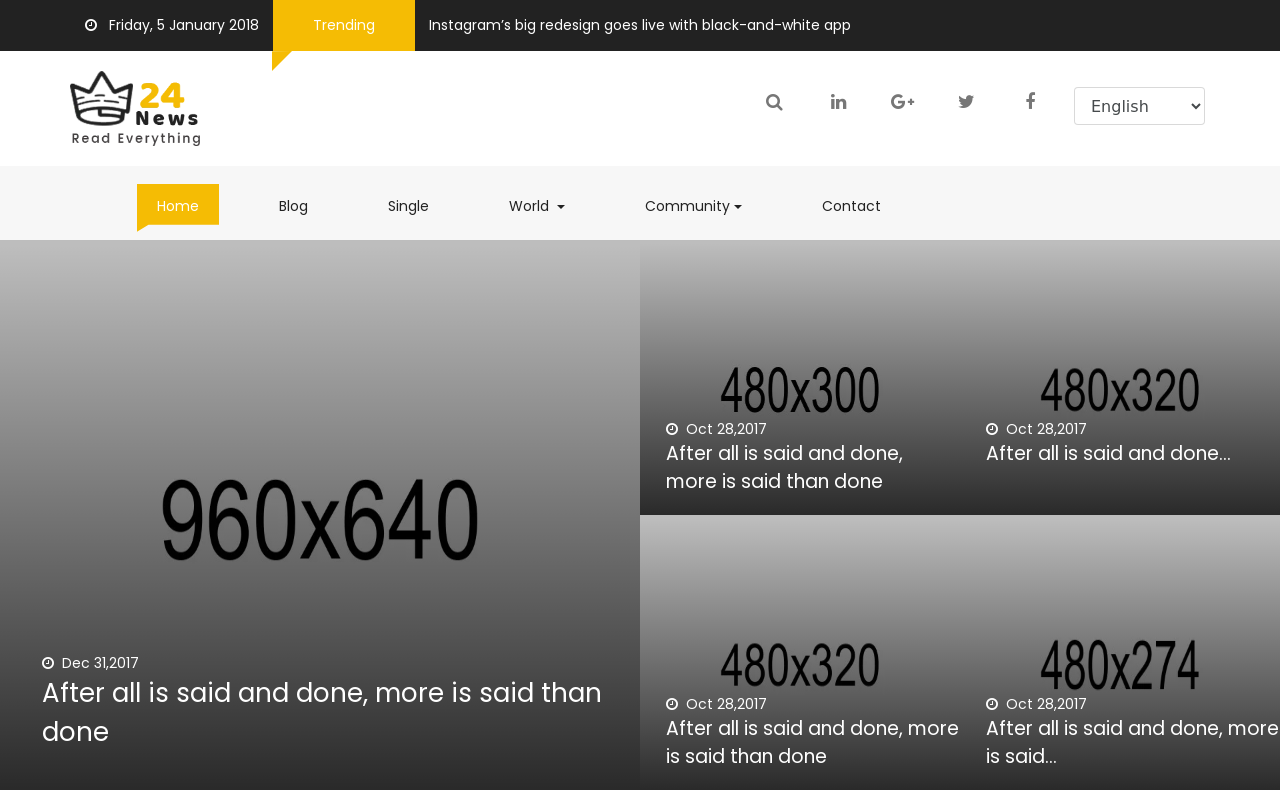 Friday, 5 January 2018
Trending
Instagram’s big redesign goes live with black-and-white app
24
News
Read Everything
English
Home
Blog
Single
World
Community
Contact
960x640
Dec 31,2017
After all is said and done, more is said than
done
480x300
Oct 28,2017
After all is said and done,
more is said than done
480x320
Oct 28,2017
After all is said and done...
480x320
Oct 28,2017
After all is said and done, more
is said than done
480x274
Oct 28,2017
After all is said and done, more
is said...